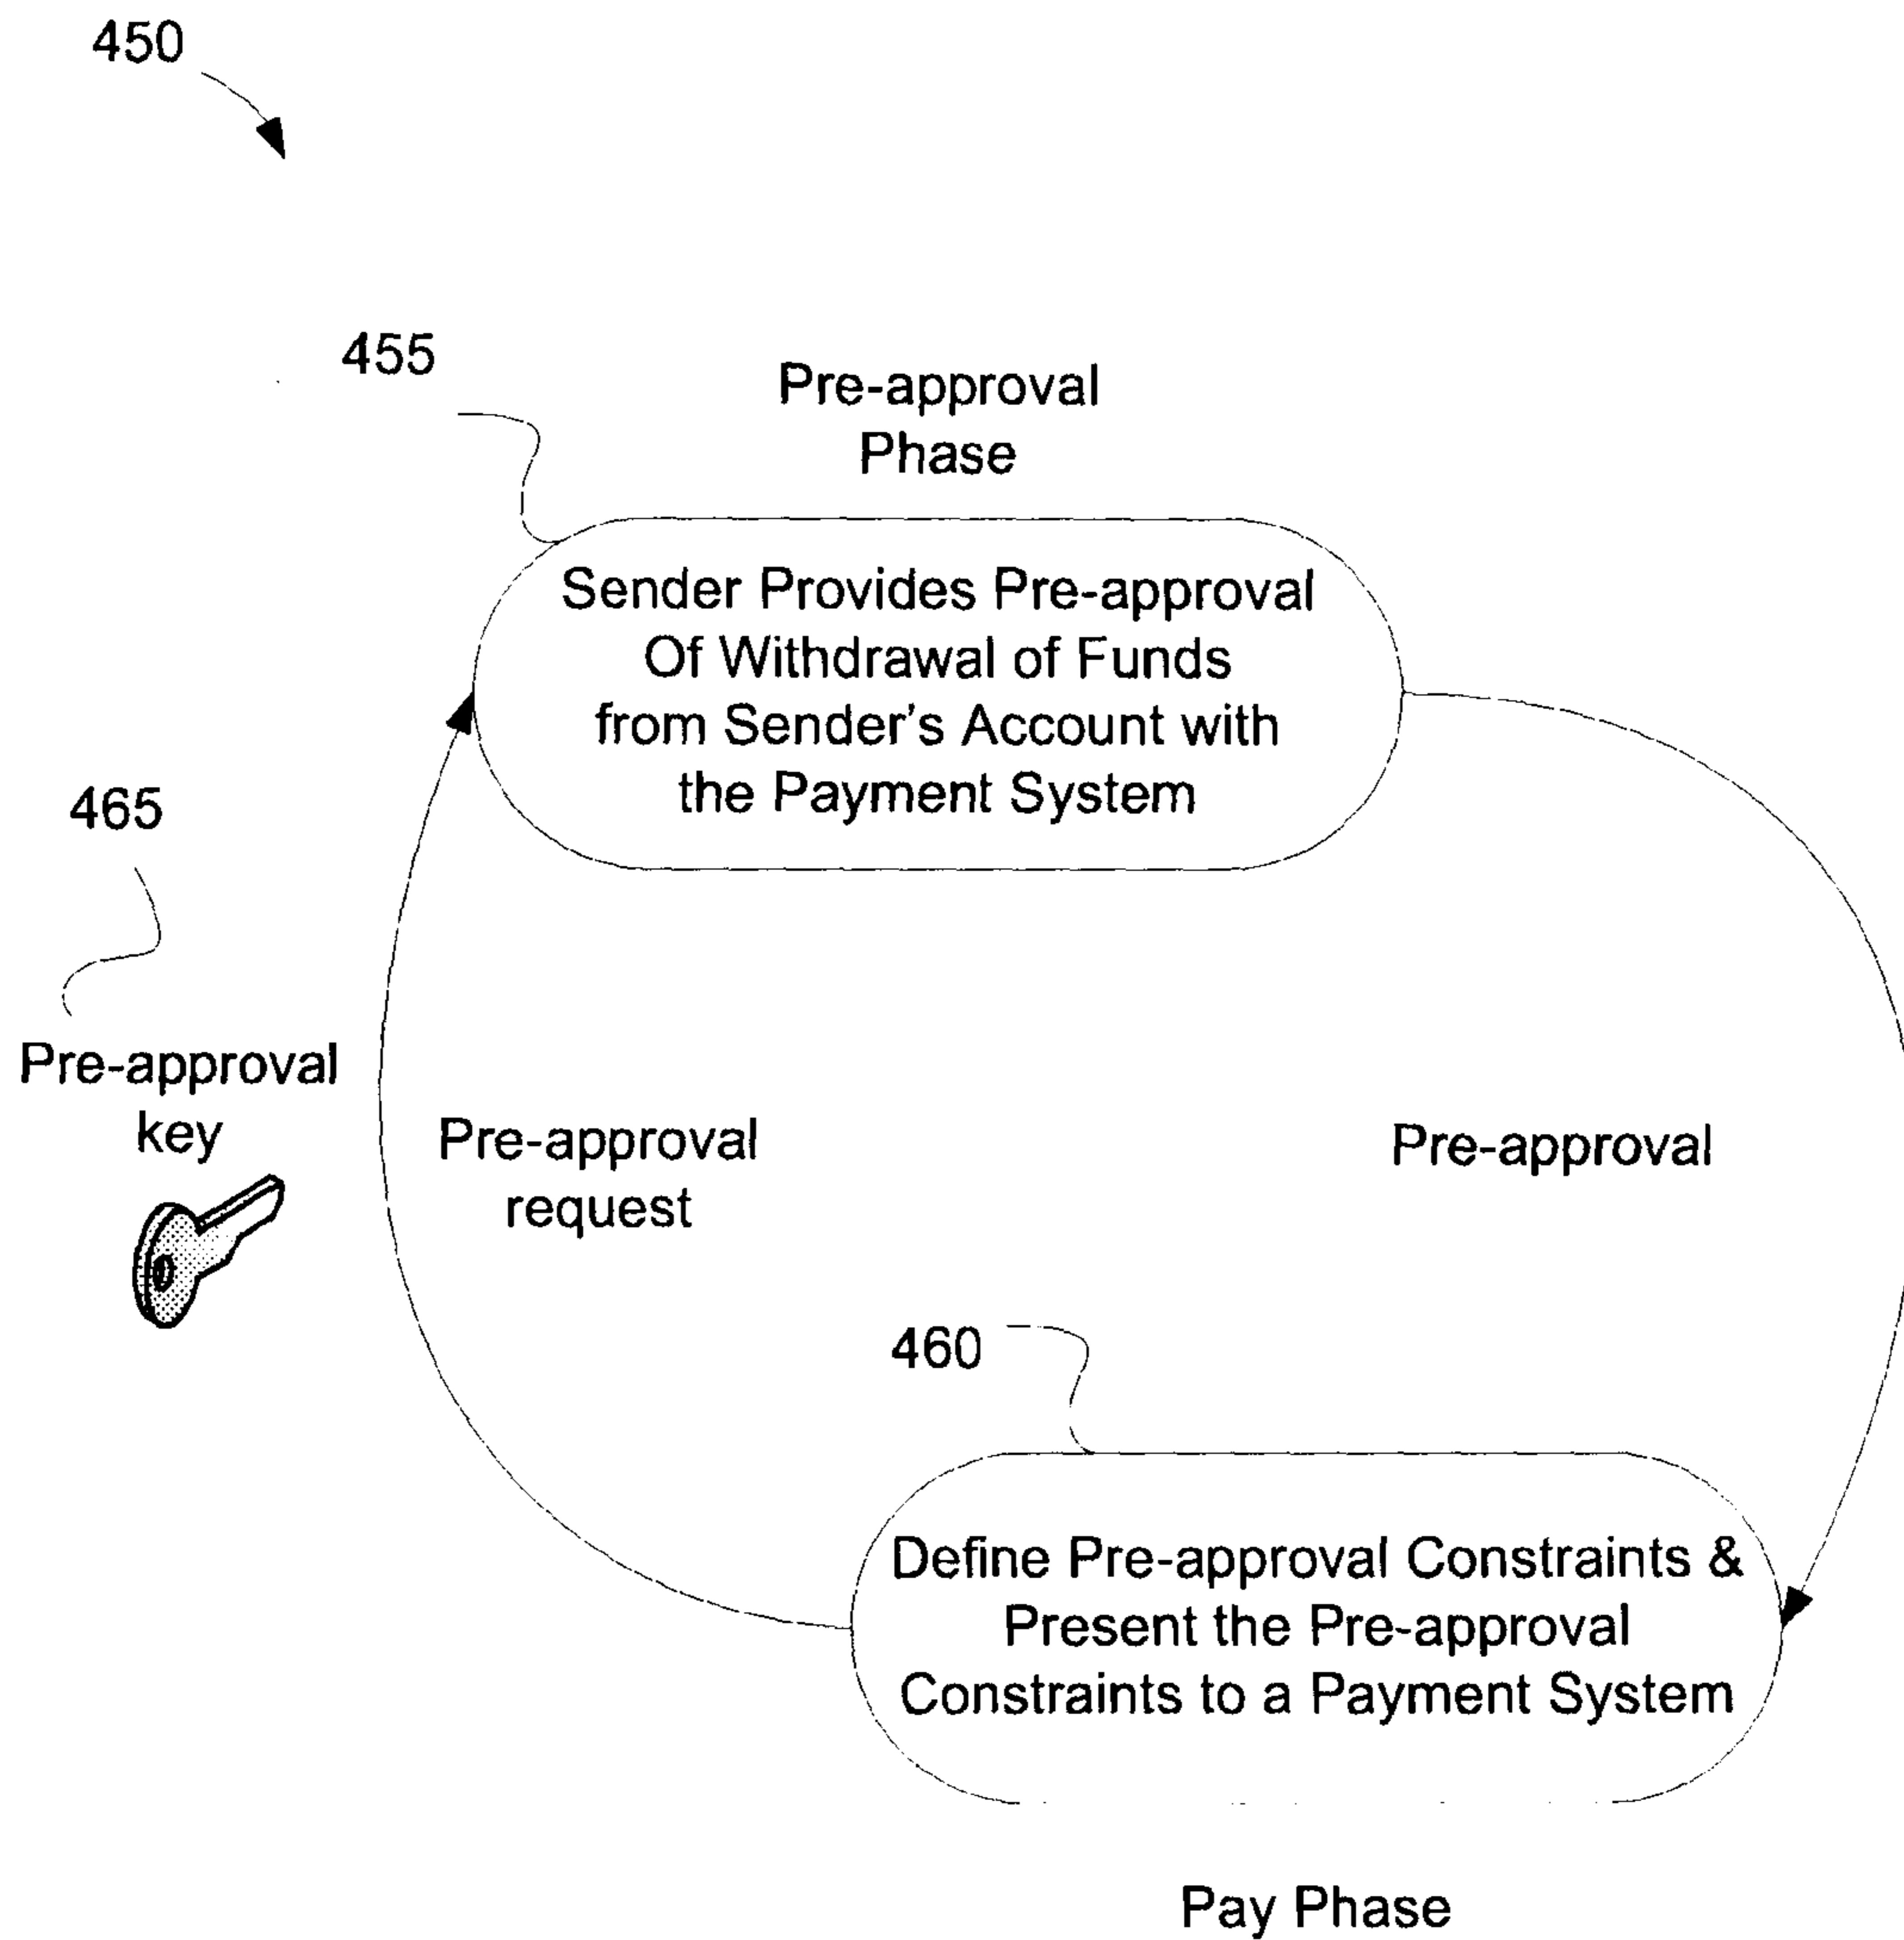 450
455
Pre-approval
Phase
Sender Provides Pre-approval
Of Withdrawal of Funds
from Sender's Account with
the Payment System
465
Pre-approval
key
Pre-approval
request
Pre-approval
460
Define Pre-approval Constraints &
Present the Pre-approval
Constraints to a Payment System
Pay Phase